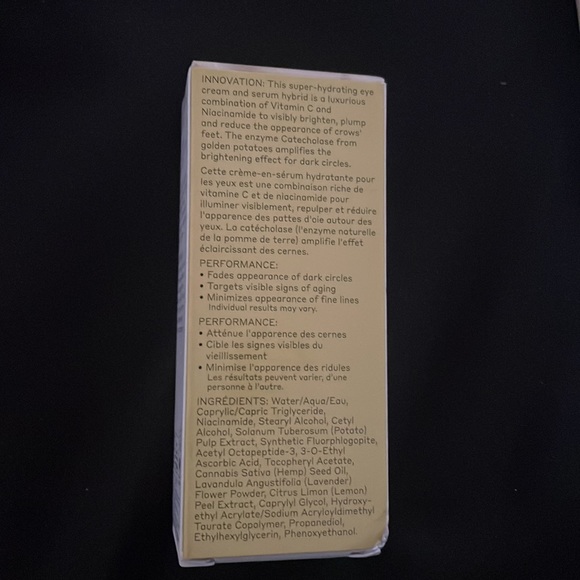 INNOVATION: This super-hydrating eye
cream and serum hybrid is a luxurious
combination of Vitamin C and
Niacinamide to visibly brighten, plump
and reduce the appearance of crows'
feet. The enzyme Catecholase from
golden potatoes amplifies the
brightening effect for dark circles.
Cette crème-en-sérum hydratante pour
les yeux est une combinaison riche de
vitamine C et de niacinamide pour
illuminer visiblement, repulper et réduire
l'apparence des pattes d'oie autour des
yeux. La catécholase (l'enzyme naturelle
de la pomme de terre) amplifie l'effet
éclaircissant des cernes.
PERFORMANCE:
• Fades appearance of dark circles
• Targets visible signs of aging
• Minimizes appearance of fine lines
Individual results may vary.
PERFORMANCE:
• Atténue l'apparence des cernes
• Cible les signes visibles du
vieillissement
• Minimise l'apparence des ridules
Les résultats peuvent varier, d'une
personne à l'autre.
INGRÉDIENTS: Water/Aqua/Eau,
Caprylic/Capric Triglyceride,
Niacinamide, Stearyl Alcohol, Cetyl
Alcohol, Solanum Tuberosum (Potato)
Pulp Extract, Synthetic Fluorphlogopite,
Acetyl Octapeptide-3, 3-O-Ethyl
Ascorbic Acid, Tocopheryl Acetate,
Cannabis Sativa (Hemp) Seed Oil,
Lavandula Angustifolia (Lavender)
Flower Powder, Citrus Limon (Lemon)
Peel Extract, Caprylyl Glycol, Hydroxy-
ethyl Acrylate/Sodium Acryloyldimethyl
Taurate Copolymer, Propanediol,
Ethylhexylglycerin, Phenoxyethanol.